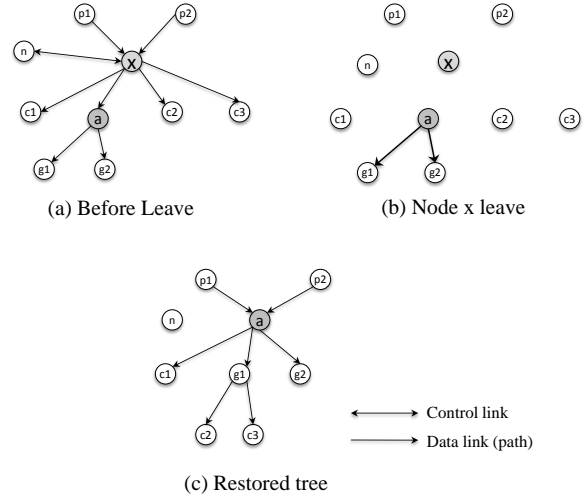 p1 p2 p1 p2
n x n x
c1 a c2 c3 c1 a c2 c3
g1 g2 g1 g2
(a) Before Leave (b) Node x leave
p1 p2
n a
c1 g1 g2
c2 c3
Control link
Data link (path)
(c) Restored tree